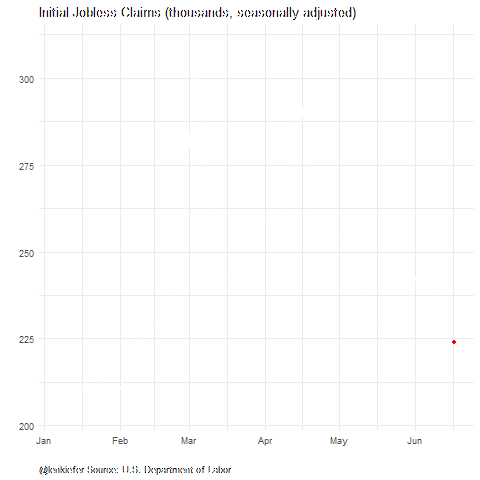 Initial Jobless Claims (thousands, seasonally adjusted)
300
275
250
225
200
Jan Feb Mar Apr May Jun
@lenkiefer Source: U.S. Department of Labor